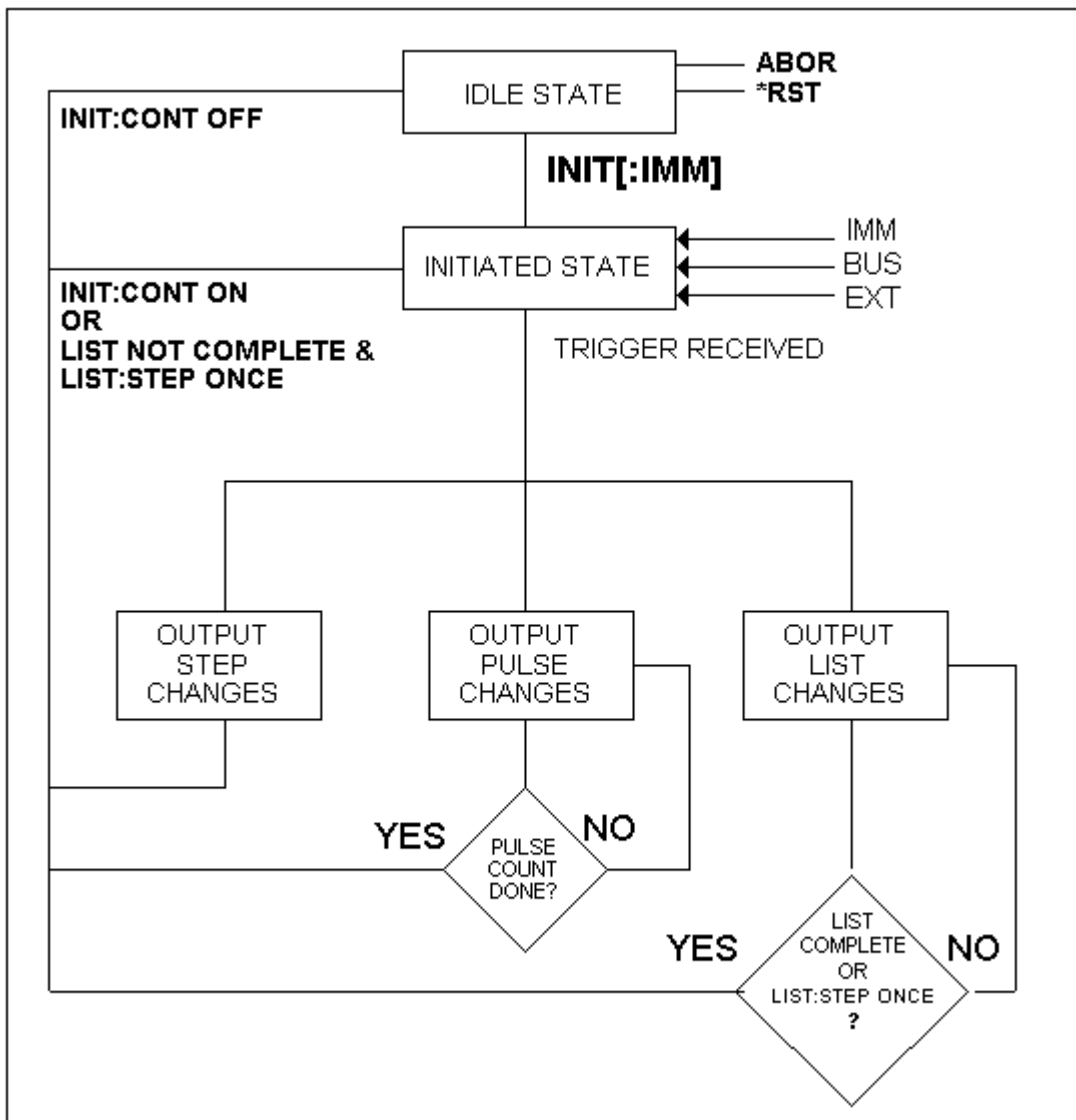 IDLE STATE
ABOR
*RST
INIT:CONT OFF
INIT[:IMM]
INITIATED STATE
IMM
BUS
EXT
INIT:CONT ON
OR
LIST NOT COMPLETE &
LIST:STEP ONCE
TRIGGER RECEIVED
OUTPUT
STEP
CHANGES
OUTPUT
PULSE
CHANGES
OUTPUT
LIST
CHANGES
YES
NO
PULSE
COUNT
DONE?
YES
NO
LIST
COMPLETE
OR
LIST:STEP ONCE
?